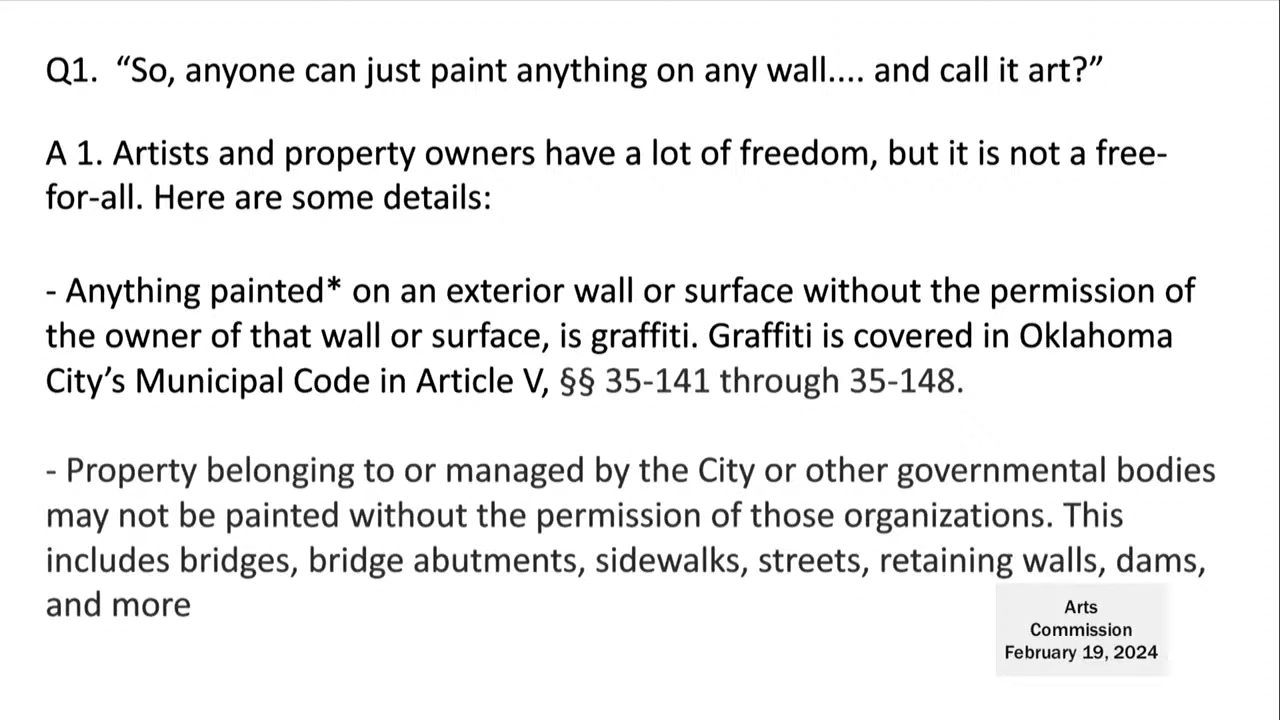 Q1.  “So, anyone can just paint anything on any wall.... and call it art?”
A 1. Artists and property owners have a lot of freedom, but it is not a free-
for-all. Here are some details:
- Anything painted* on an exterior wall or surface without the permission of
the owner of that wall or surface, is graffiti. Graffiti is covered in Oklahoma
City’s Municipal Code in Article V, §§ 35-141 through 35-148.
- Property belonging to or managed by the City or other governmental bodies
may not be painted without the permission of those organizations. This
includes bridges, bridge abutments, sidewalks, streets, retaining walls, dams,
and more
Arts
Commission
February 19, 2024